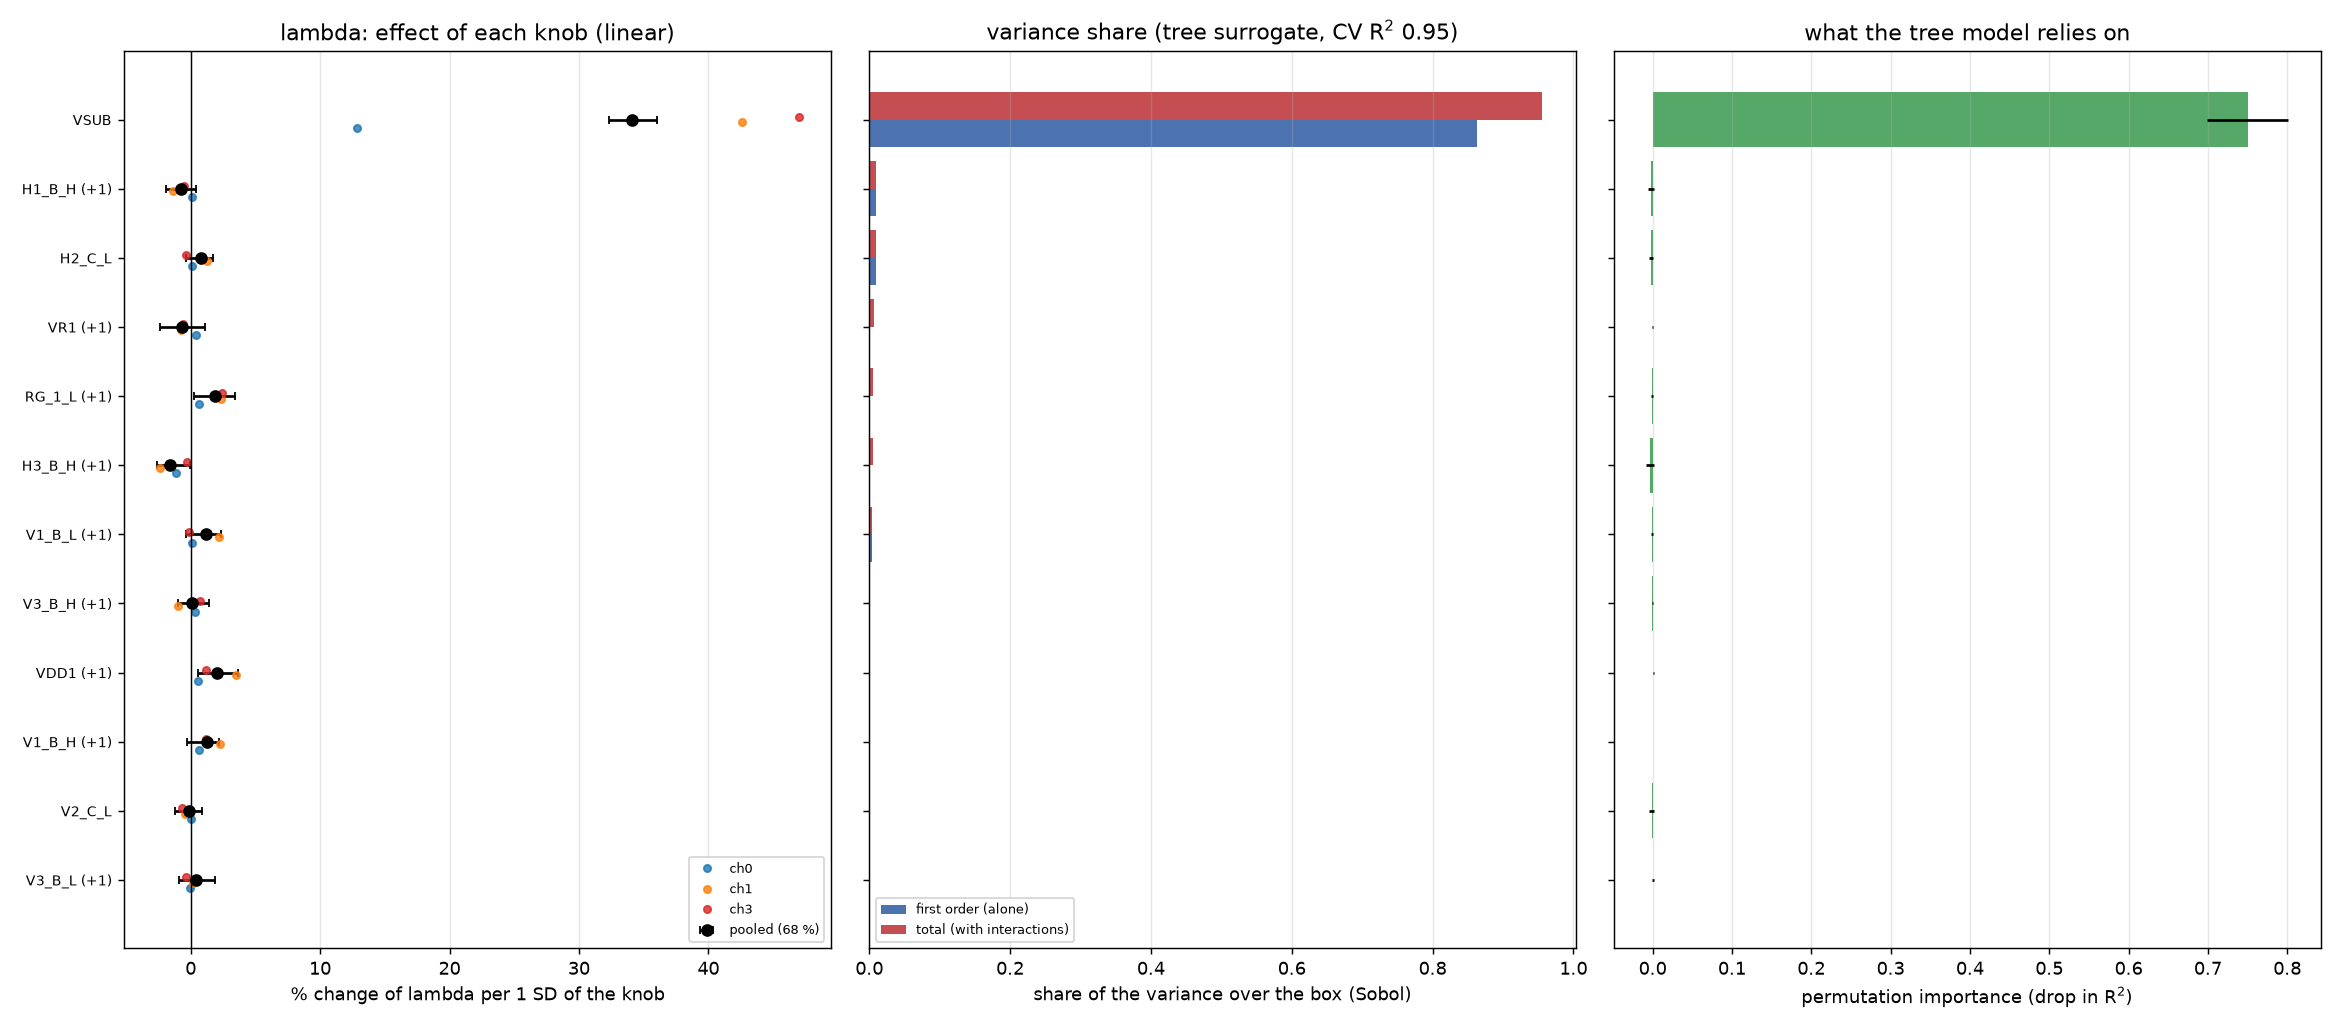 lambda: effect of each knob (linear)
VSUB
H1_B_H (+1)
H2_C_L
VR1 (+1)
RG_1_L (+1)
H3_B_H (+1)
V1_B_L (+1)
V3_B_H (+1)
VDD1 (+1)
V1_B_H (+1)
V2_C_L
V3_B_L (+1)
ch0
ch1
ch3
pooled (68 %)
0 10 20 30 40
% change of lambda per 1 SD of the knob
variance share (tree surrogate, CV R² 0.95)
first order (alone)
total (with interactions)
0.0 0.2 0.4 0.6 0.8 1.0
share of the variance over the box (Sobol)
what the tree model relies on
0.0 0.1 0.2 0.3 0.4 0.5 0.6 0.7 0.8
permutation importance (drop in R²)